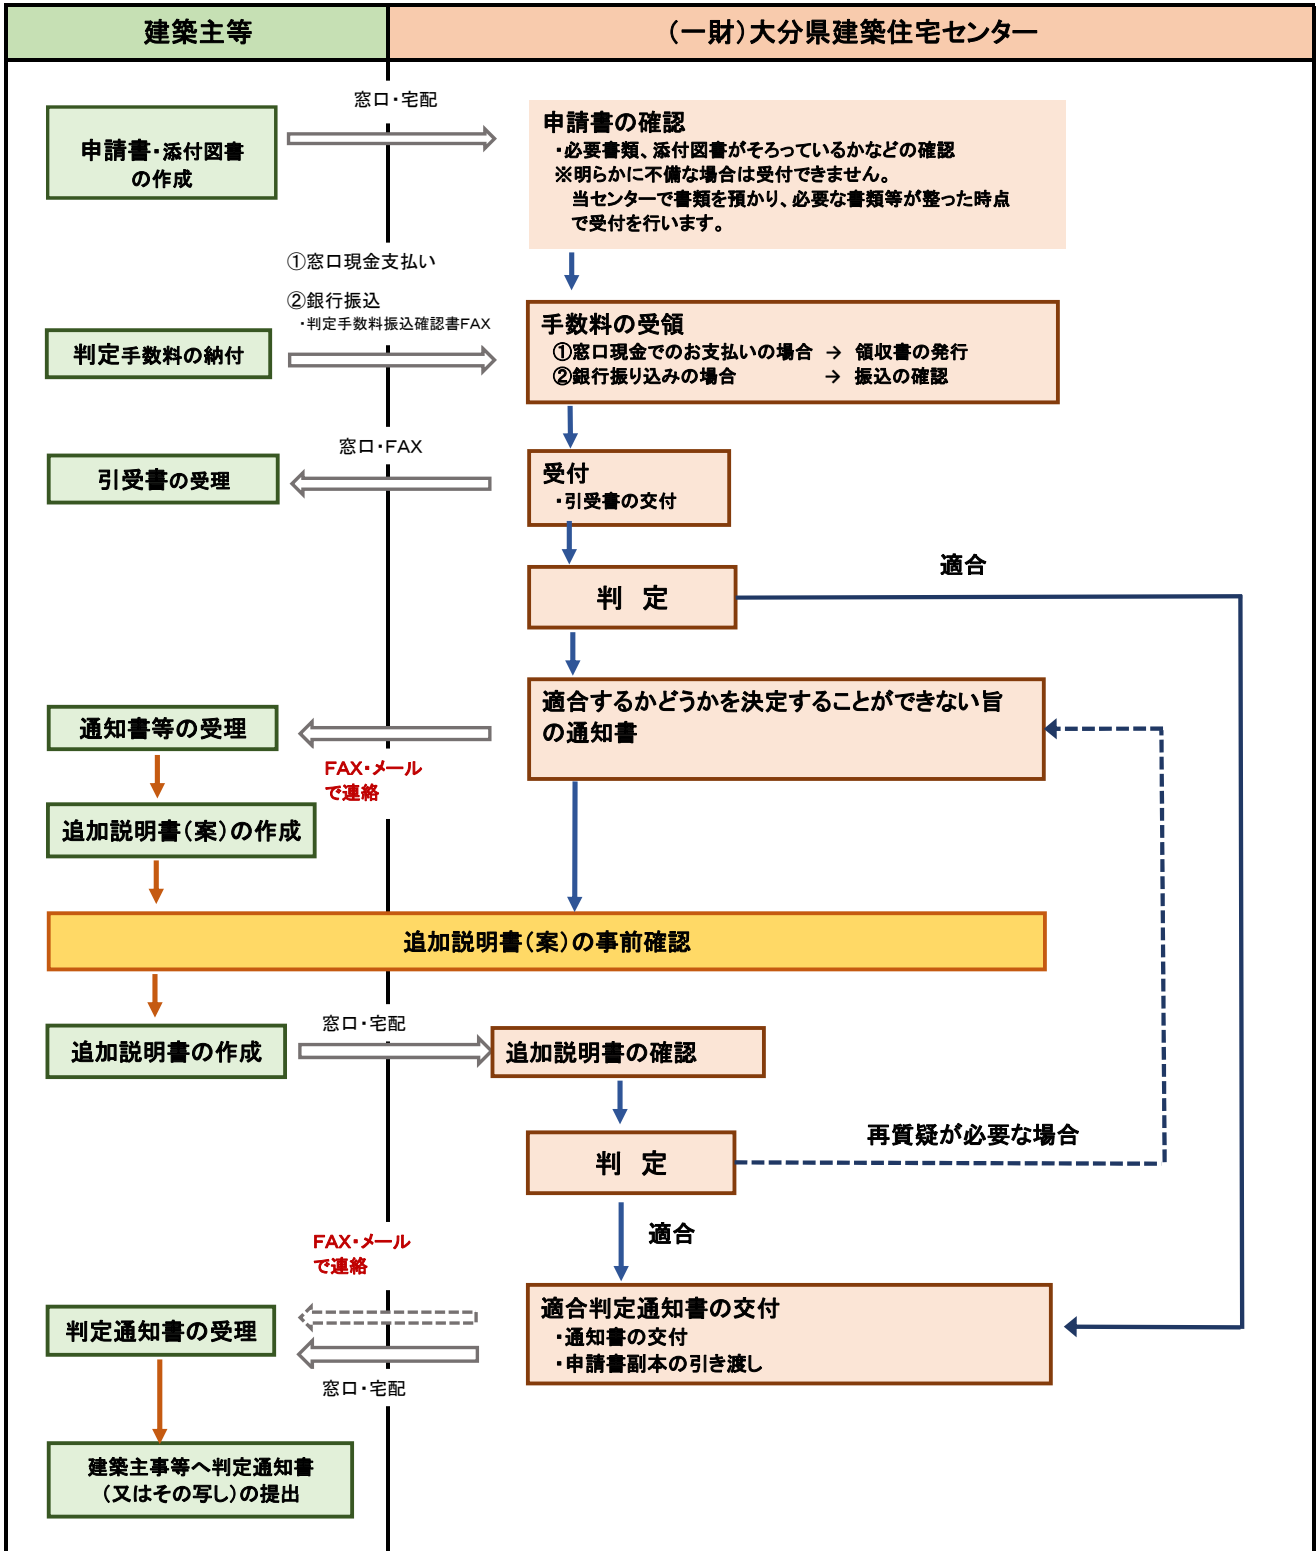 建築主等
（一財）大分県建築住宅センター
窓口・宅配
申請書・添付図書
の作成
申請書の確認
・必要書類、添付図書がそろっているかなどの確認
※明らかに不備な場合は受付できません。
当センターで書類を預かり、必要な書類等が整った時点
で受付を行います。
①窓口現金支払い
②銀行振込
・判定手数料振込確認書FAX
判定手数料の納付
手数料の受領
①窓口現金でのお支払いの場合 → 領収書の発行
②銀行振り込みの場合 → 振込の確認
窓口・FAX
引受書の受理
受付
・引受書の交付
適合
判　定
適合するかどうかを決定することができない旨
の通知書
通知書等の受理
FAX・メール
で連絡
追加説明書（案）の作成
追加説明書（案）の事前確認
窓口・宅配
追加説明書の作成
追加説明書の確認
再質疑が必要な場合
判　定
適合
FAX・メール
で連絡
適合判定通知書の交付
・通知書の交付
・申請書副本の引き渡し
判定通知書の受理
窓口・宅配
建築主事等へ判定通知書
（又はその写し）の提出